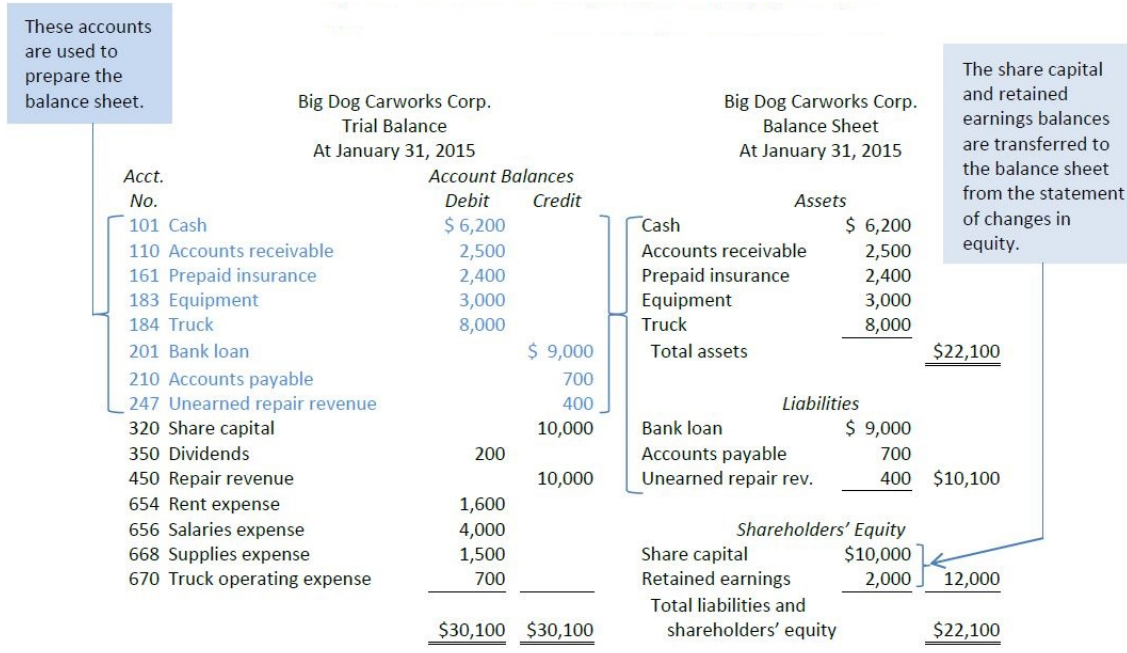 These accounts
are used to
prepare the
balance sheet.
Big Dog Carworks Corp.
Trial Balance
At January 31, 2015
Acct.
No.
Account Balances
Debit Credit
101 Cash $ 6,200
110 Accounts receivable 2,500
161 Prepaid insurance 2,400
183 Equipment 3,000
184 Truck 8,000
201 Bank loan $ 9,000
210 Accounts payable 700
247 Unearned repair revenue 400
320 Share capital 10,000
350 Dividends 200
450 Repair revenue 10,000
654 Rent expense 1,600
656 Salaries expense 4,000
668 Supplies expense 1,500
670 Truck operating expense 700
$30,100 $30,100
Big Dog Carworks Corp.
Balance Sheet
At January 31, 2015
Assets
Cash $ 6,200
Accounts receivable 2,500
Prepaid insurance 2,400
Equipment 3,000
Truck 8,000
Total assets $22,100
Liabilities
Bank loan $ 9,000
Accounts payable 700
Unearned repair rev. 400 $10,100
Shareholders' Equity
Share capital $10,000
Retained earnings 2,000 12,000
Total liabilities and
shareholders' equity $22,100
The share capital
and retained
earnings balances
are transferred to
the balance sheet
from the statement
of changes in
equity.